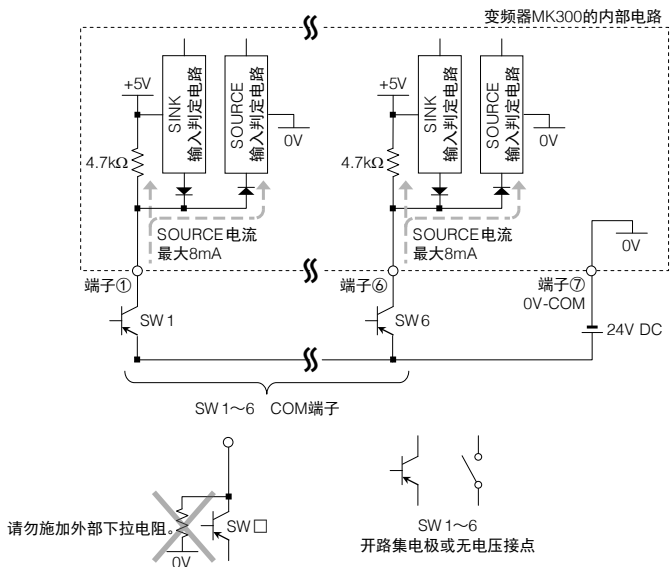 变频器MK300的内部电路
+5V
SINK
输入判定电路
SOURCE
输入判定电路
0V
4.7kΩ
SOURCE电流
最大8mA
+5V
SINK
输入判定电路
SOURCE
输入判定电路
0V
4.7kΩ
SOURCE电流
最大8mA
0V
端子①
端子⑥
端子⑦
0V-COM
SW1
SW6
24V DC
SW1～6 COM端子
请勿施加外部下拉电阻。
SW□
0V
SW1～6
开路集电极或无电压接点